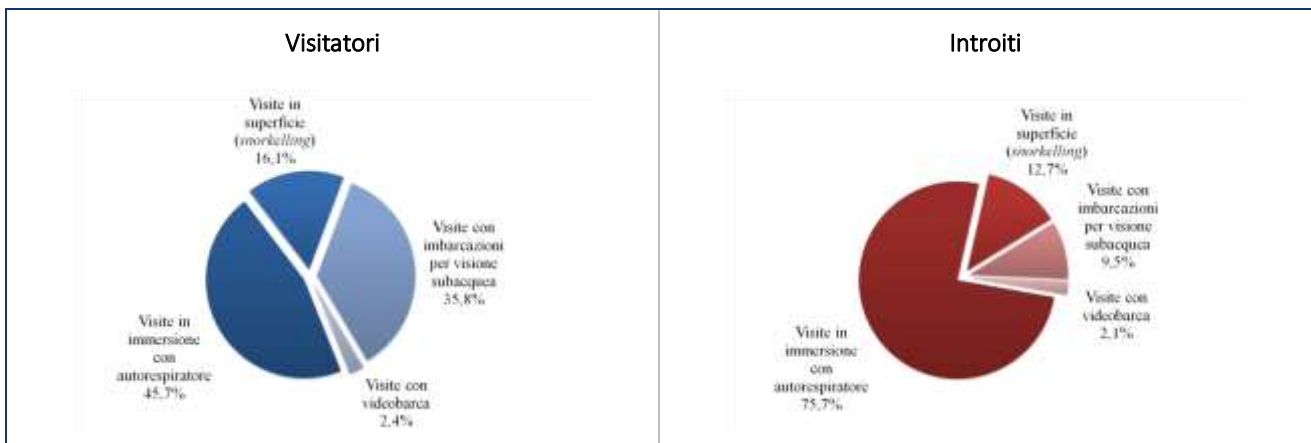 Visitatori
Visite in
superficie
(snorkelling)
16,1%
Visite con
imbarcazioni
per visione
subacquea
35,8%
Visite in
immersione
con
autorespiratore
45,7%
Visite con
videobarca
2,4%
Introiti
Visite in
superficie
(snorkelling)
12,7%
Visite con
imbarcazioni
per visione
subacquea
9,5%
Visite con
videobarca
2,1%
Visite in
immersione
con
autorespiratore
75,7%